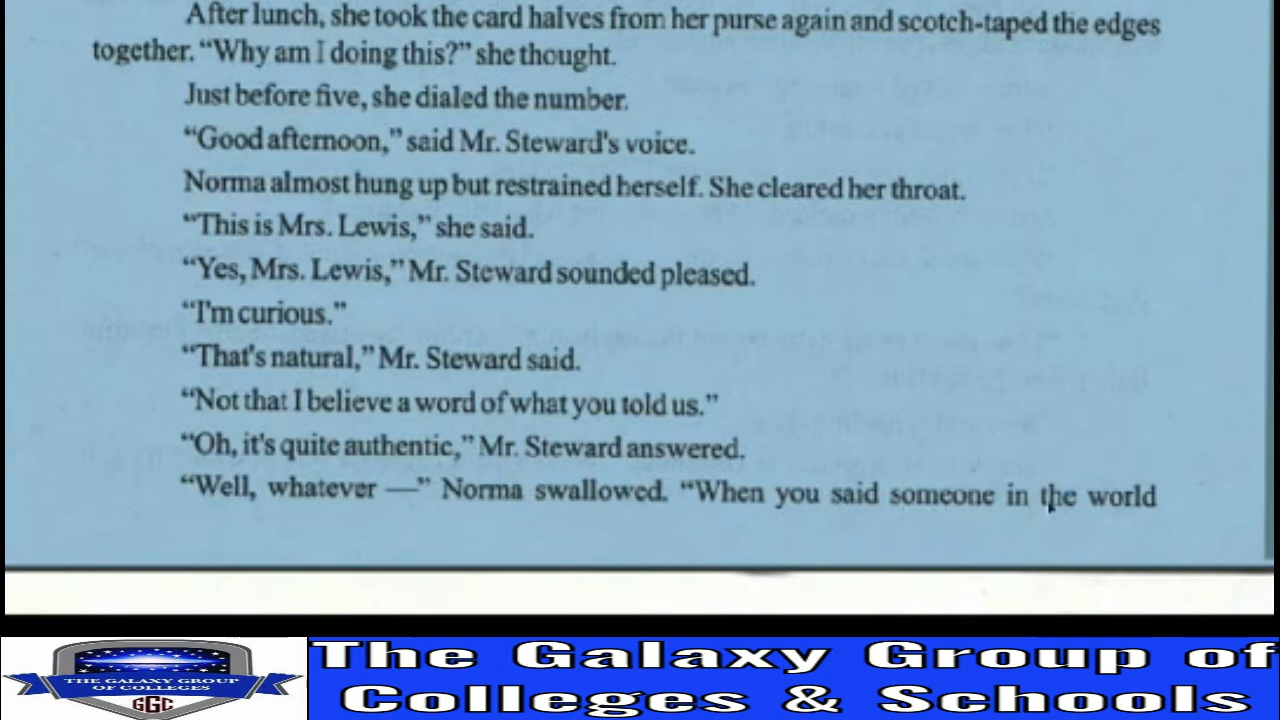 After lunch, she took the card halves from her purse again and scotch-taped the edges
together. “Why am I doing this?” she thought.
Just before five, she dialed the number.
“Good afternoon,” said Mr. Steward's voice.
Norma almost hung up but restrained herself. She cleared her throat.
“This is Mrs. Lewis,” she said.
“Yes, Mrs. Lewis,” Mr. Steward sounded pleased.
“I'm curious.”
“That's natural,” Mr. Steward said.
“Not that I believe a word of what you told us.”
“Oh, it's quite authentic,” Mr. Steward answered.
“Well, whatever —” Norma swallowed. “When you said someone in the world
THE GALAXY GROUP
OF COLLEGES
GGC
The Galaxy Group of
Colleges & Schools